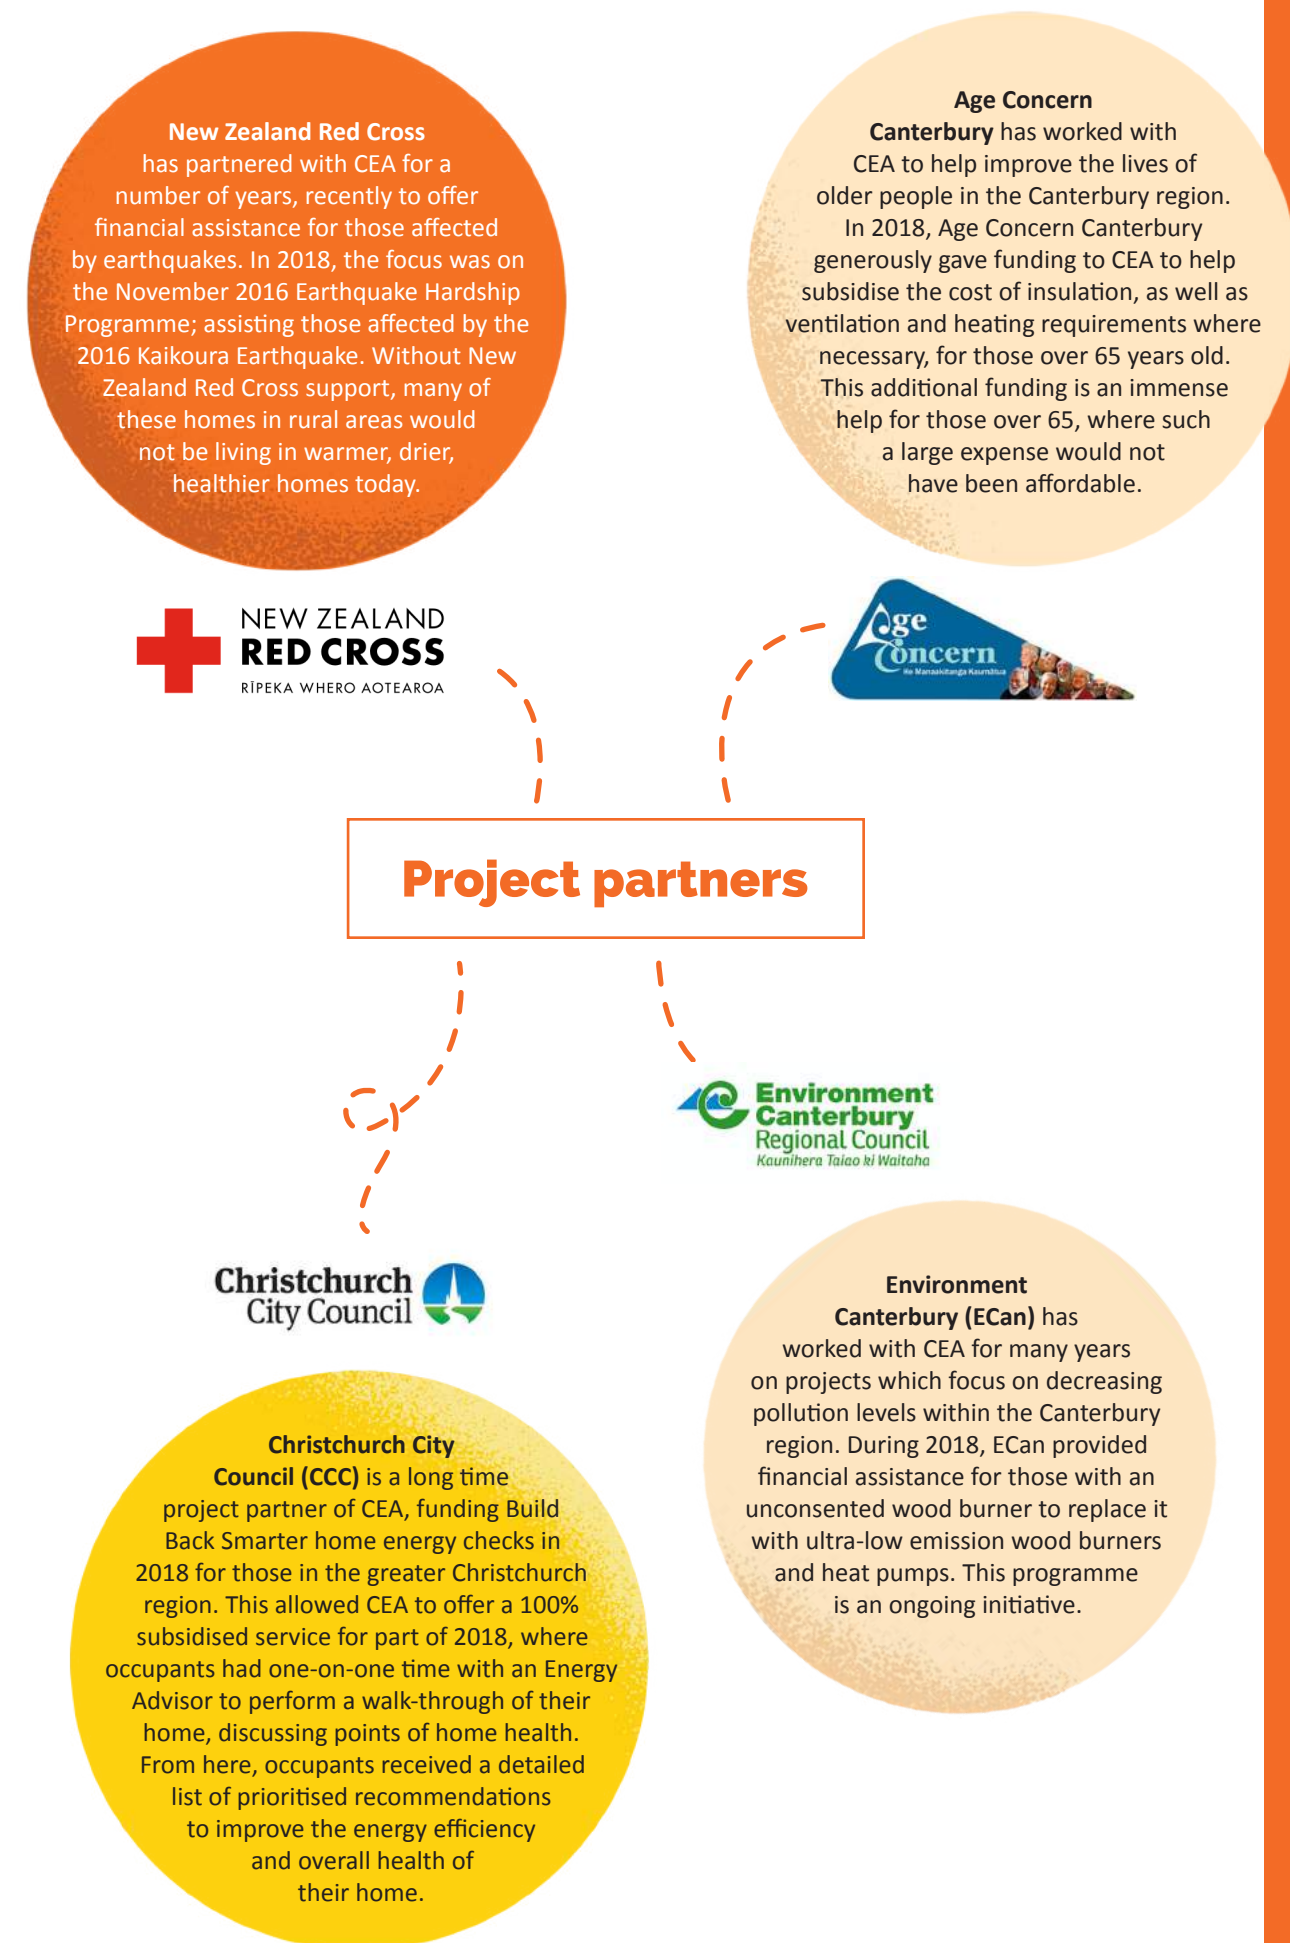 New Zealand Red Cross
has partnered with CEA for a
number of years, recently to offer
financial assistance for those affected
by earthquakes. In 2018, the focus was on
the November 2016 Earthquake Hardship
Programme; assisting those affected by the
2016 Kaikoura Earthquake. Without New
Zealand Red Cross support, many of
these homes in rural areas would
not be living in warmer, drier,
healthier homes today.
Age Concern
Canterbury has worked with
CEA to help improve the lives of
older people in the Canterbury region.
In 2018, Age Concern Canterbury
generously gave funding to CEA to help
subsidise the cost of insulation, as well as
ventilation and heating requirements where
necessary, for those over 65 years old.
This additional funding is an immense
help for those over 65, where such
a large expense would not
have been affordable.
NEW ZEALAND
RED CROSS
RĪPEKA WHERO AOTEAROA
Age
Concern
He Manaakitanga Kaumātua
Project partners
Environment
Canterbury
Regional Council
Kaunihera Taiao ki Waitaha
Christchurch
City Council
Christchurch City
Council (CCC) is a long time
project partner of CEA, funding Build
Back Smarter home energy checks in
2018 for those in the greater Christchurch
region. This allowed CEA to offer a 100%
subsidised service for part of 2018, where
occupants had one-on-one time with an Energy
Advisor to perform a walk-through of their
home, discussing points of home health.
From here, occupants received a detailed
list of prioritised recommendations
to improve the energy efficiency
and overall health of
their home.
Environment
Canterbury (ECan) has
worked with CEA for many years
on projects which focus on decreasing
pollution levels within the Canterbury
region. During 2018, ECan provided
financial assistance for those with an
unconsented wood burner to replace it
with ultra-low emission wood burners
and heat pumps. This programme
is an ongoing initiative.